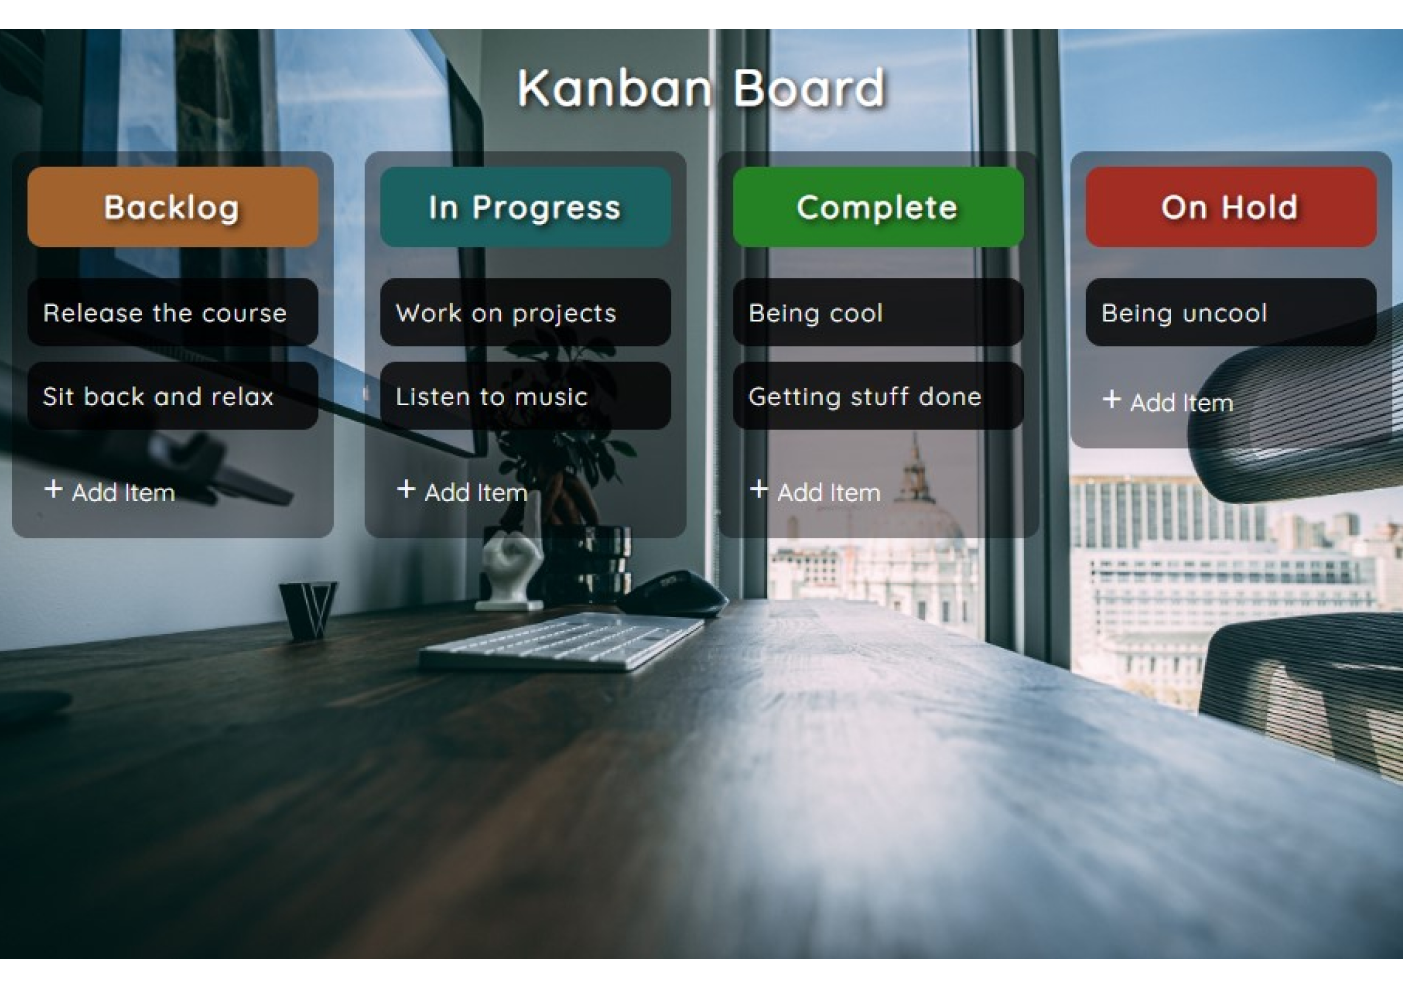 Kanban Board
Backlog
Release the course
Sit back and relax
+ Add Item
In Progress
Work on projects
Listen to music
+ Add Item
Complete
Being cool
Getting stuff done
+ Add Item
On Hold
Being uncool
+ Add Item